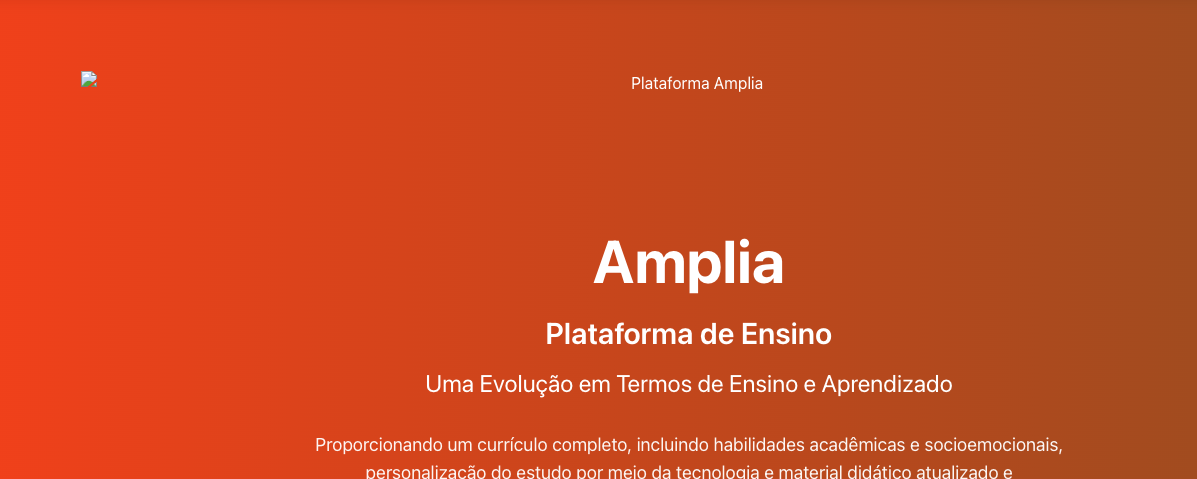 Plataforma Amplia
Amplia
Plataforma de Ensino
Uma Evolução em Termos de Ensino e Aprendizado
Proporcionando um currículo completo, incluindo habilidades acadêmicas e socioemocionais,
personalização do estudo por meio da tecnologia e material didático atualizado e